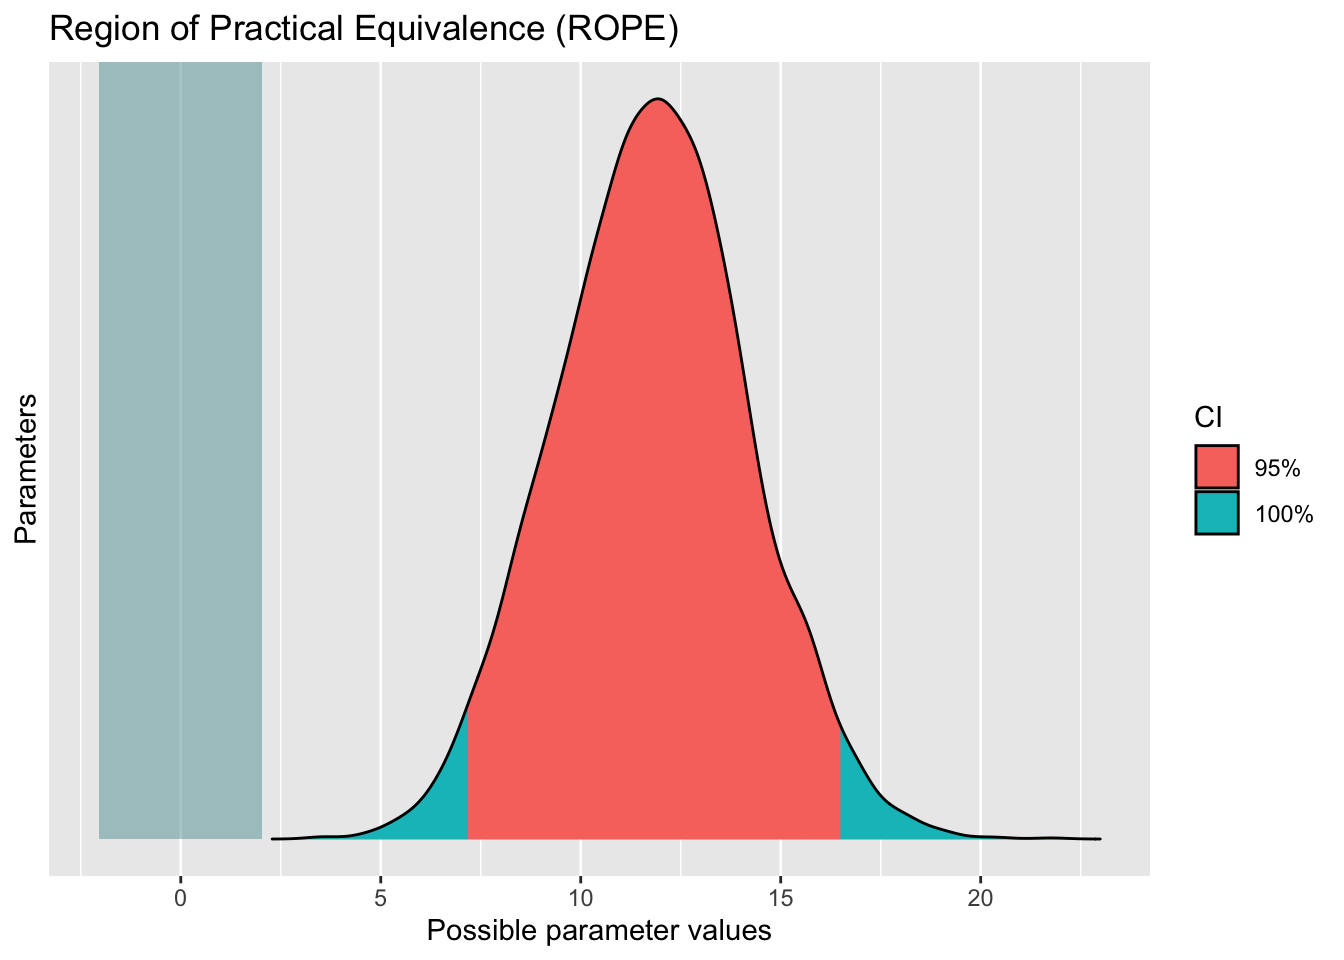 Region of Practical Equivalence (ROPE)
Parameters
CI
95%
100%
0 5 10 15 20
Possible parameter values